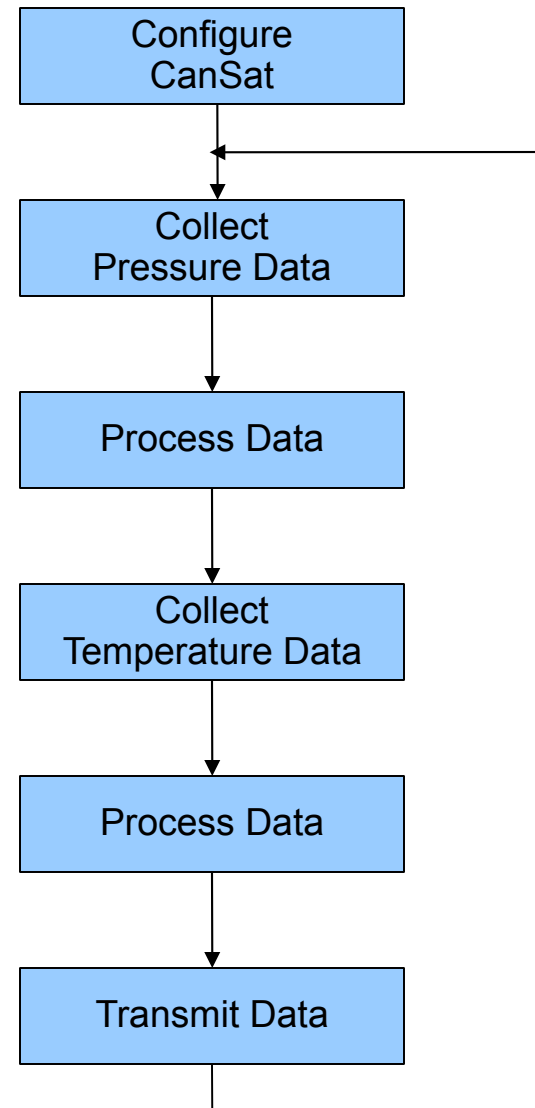 Configure
CanSat
Collect
Pressure Data
Process Data
Collect
Temperature Data
Process Data
Transmit Data